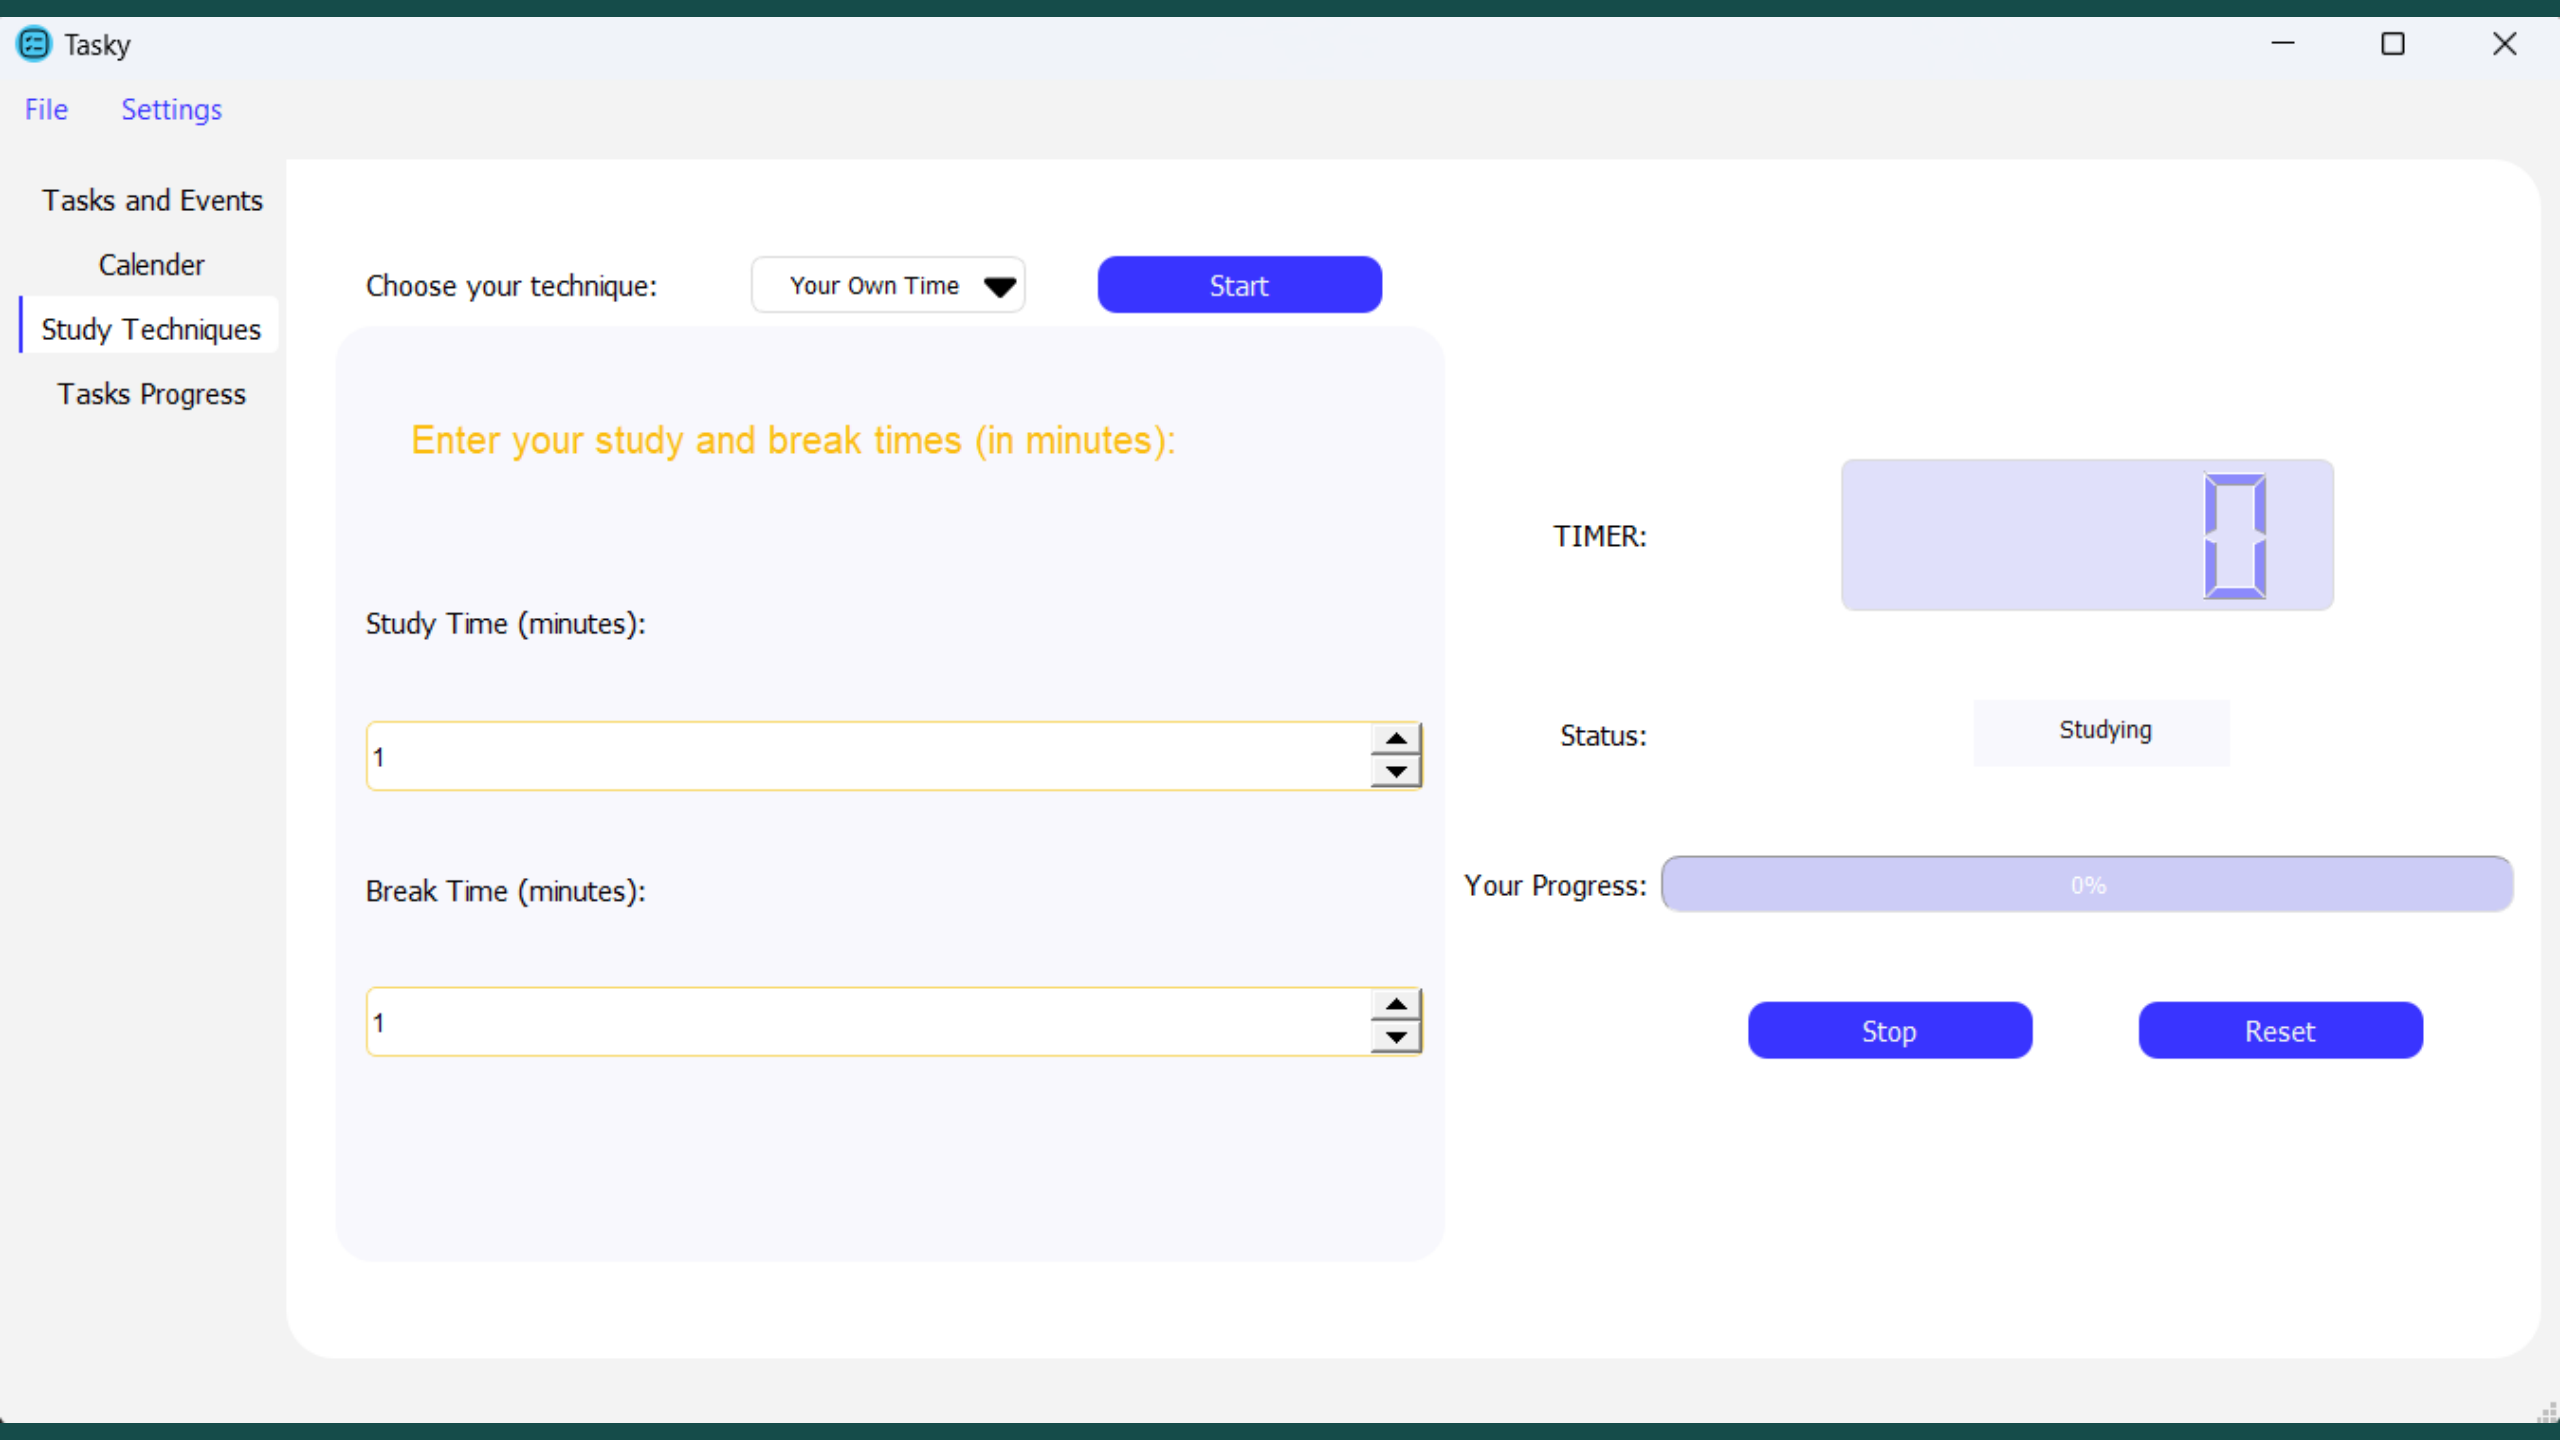 Tasky
File Settings
Tasks and Events
Calender
Study Techniques
Tasks Progress
Choose your technique: Your Own Time Start
Enter your study and break times (in minutes):
Study Time (minutes):
1
Break Time (minutes):
1
TIMER: 0
Status: Studying
Your Progress: 0%
Stop Reset